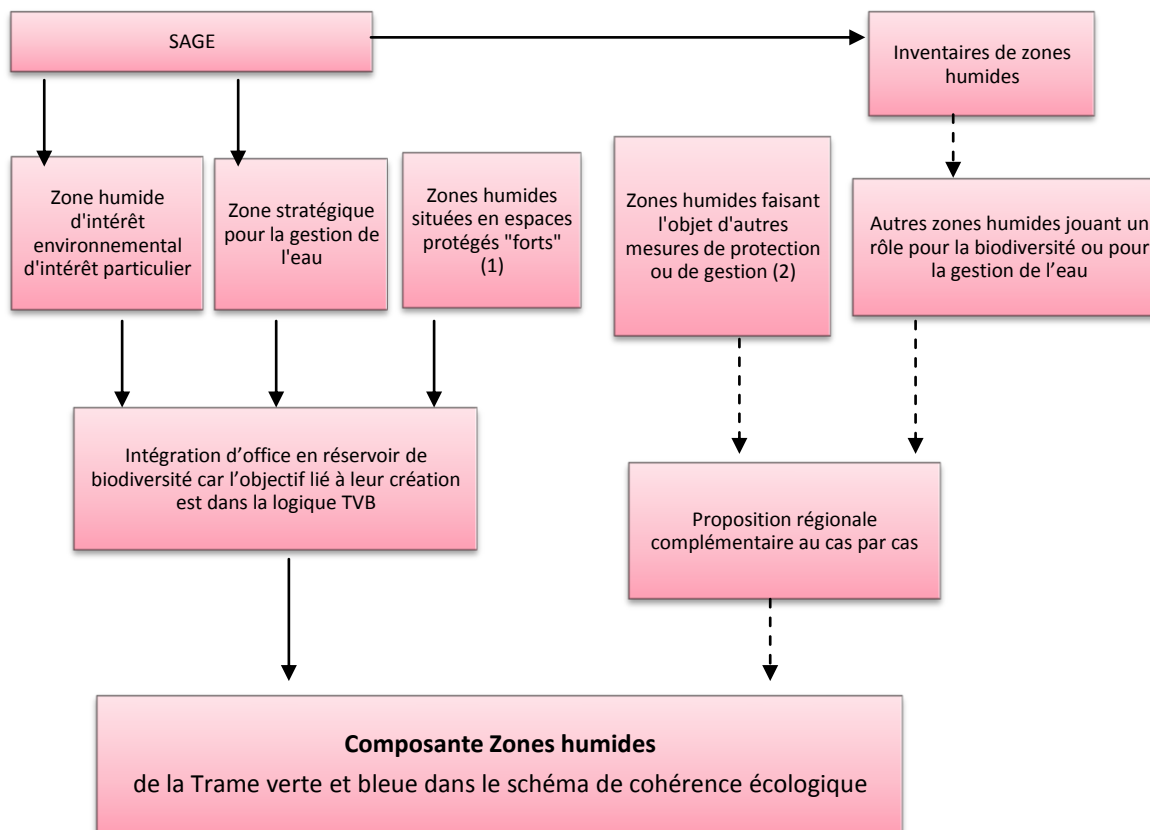 SAGE
Inventaires de zones
humides
Zone humide
d'intérêt
environnemental
d'intérêt particulier
Zone stratégique
pour la gestion de
l'eau
Zones humides
situées en espaces
protégés "forts"
(1)
Zones humides faisant
l'objet d'autres
mesures de protection
ou de gestion (2)
Autres zones humides jouant un
rôle pour la biodiversité ou pour
la gestion de l’eau
Intégration d’office en réservoir de
biodiversité car l’objectif lié à leur création
est dans la logique TVB
Proposition régionale
complémentaire au cas par cas
Composante Zones humides
de la Trame verte et bleue dans le schéma de cohérence écologique